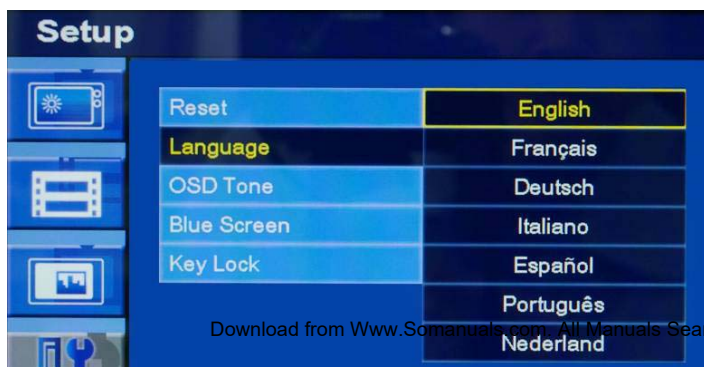 Setup
Reset
English
Language
Français
OSD Tone
Deutsch
Blue Screen
Italiano
Key Lock
Español
Português
Download from Www.Somanuals.com. All Manuals Sea
Nederland